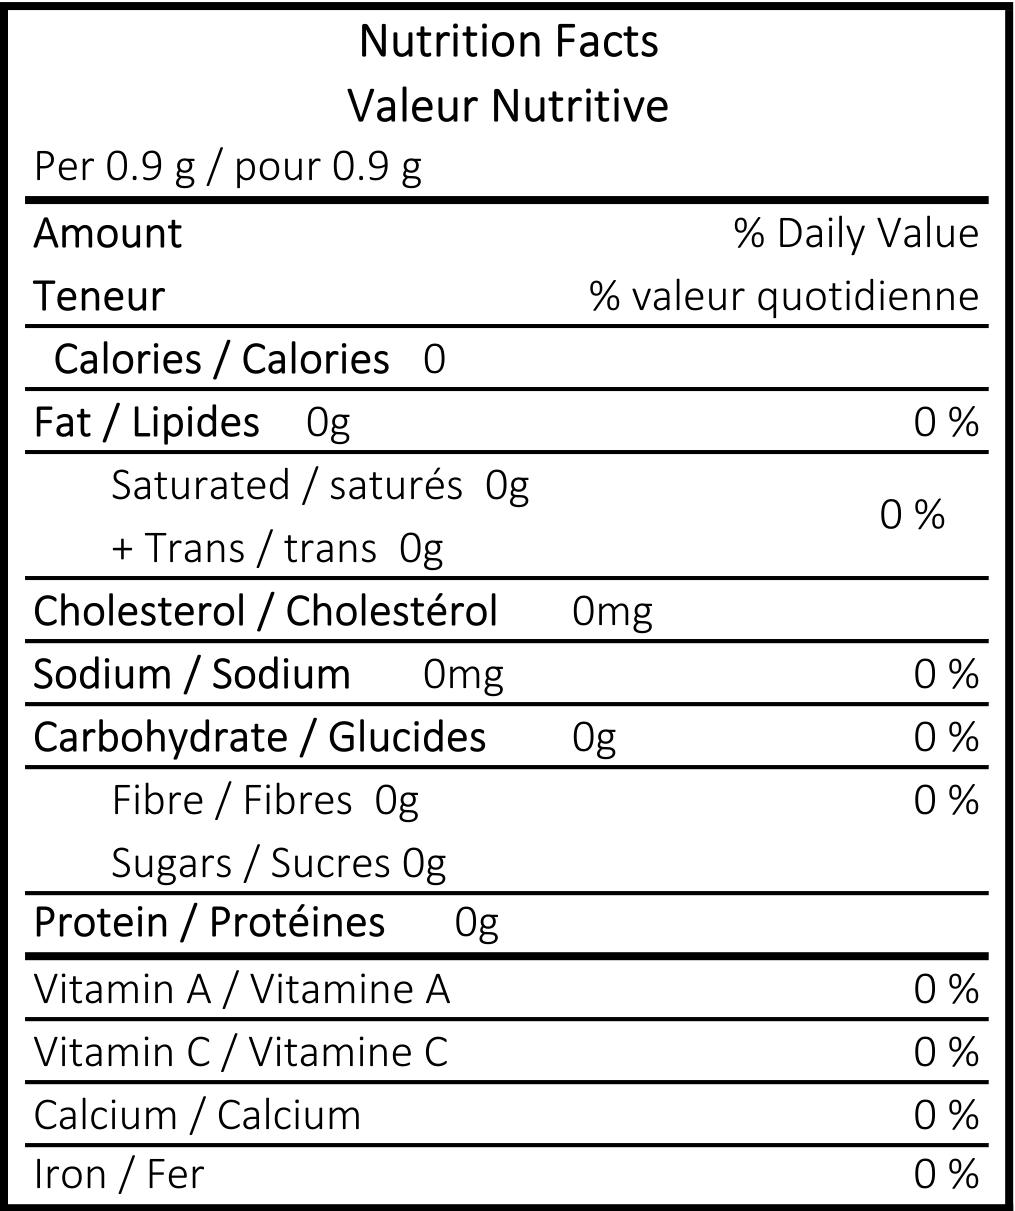 Nutrition Facts
Valeur Nutritive
Per 0.9 g / pour 0.9 g
Amount % Daily Value
Teneur % valeur quotidienne
Calories / Calories 0
Fat / Lipides 0g 0 %
Saturated / saturés 0g
0 %
+ Trans / trans 0g
Cholesterol / Cholestérol 0mg
Sodium / Sodium 0mg 0 %
Carbohydrate / Glucides 0g 0 %
Fibre / Fibres 0g 0 %
Sugars / Sucres 0g
Protein / Protéines 0g
Vitamin A / Vitamine A 0 %
Vitamin C / Vitamine C 0 %
Calcium / Calcium 0 %
Iron / Fer 0 %